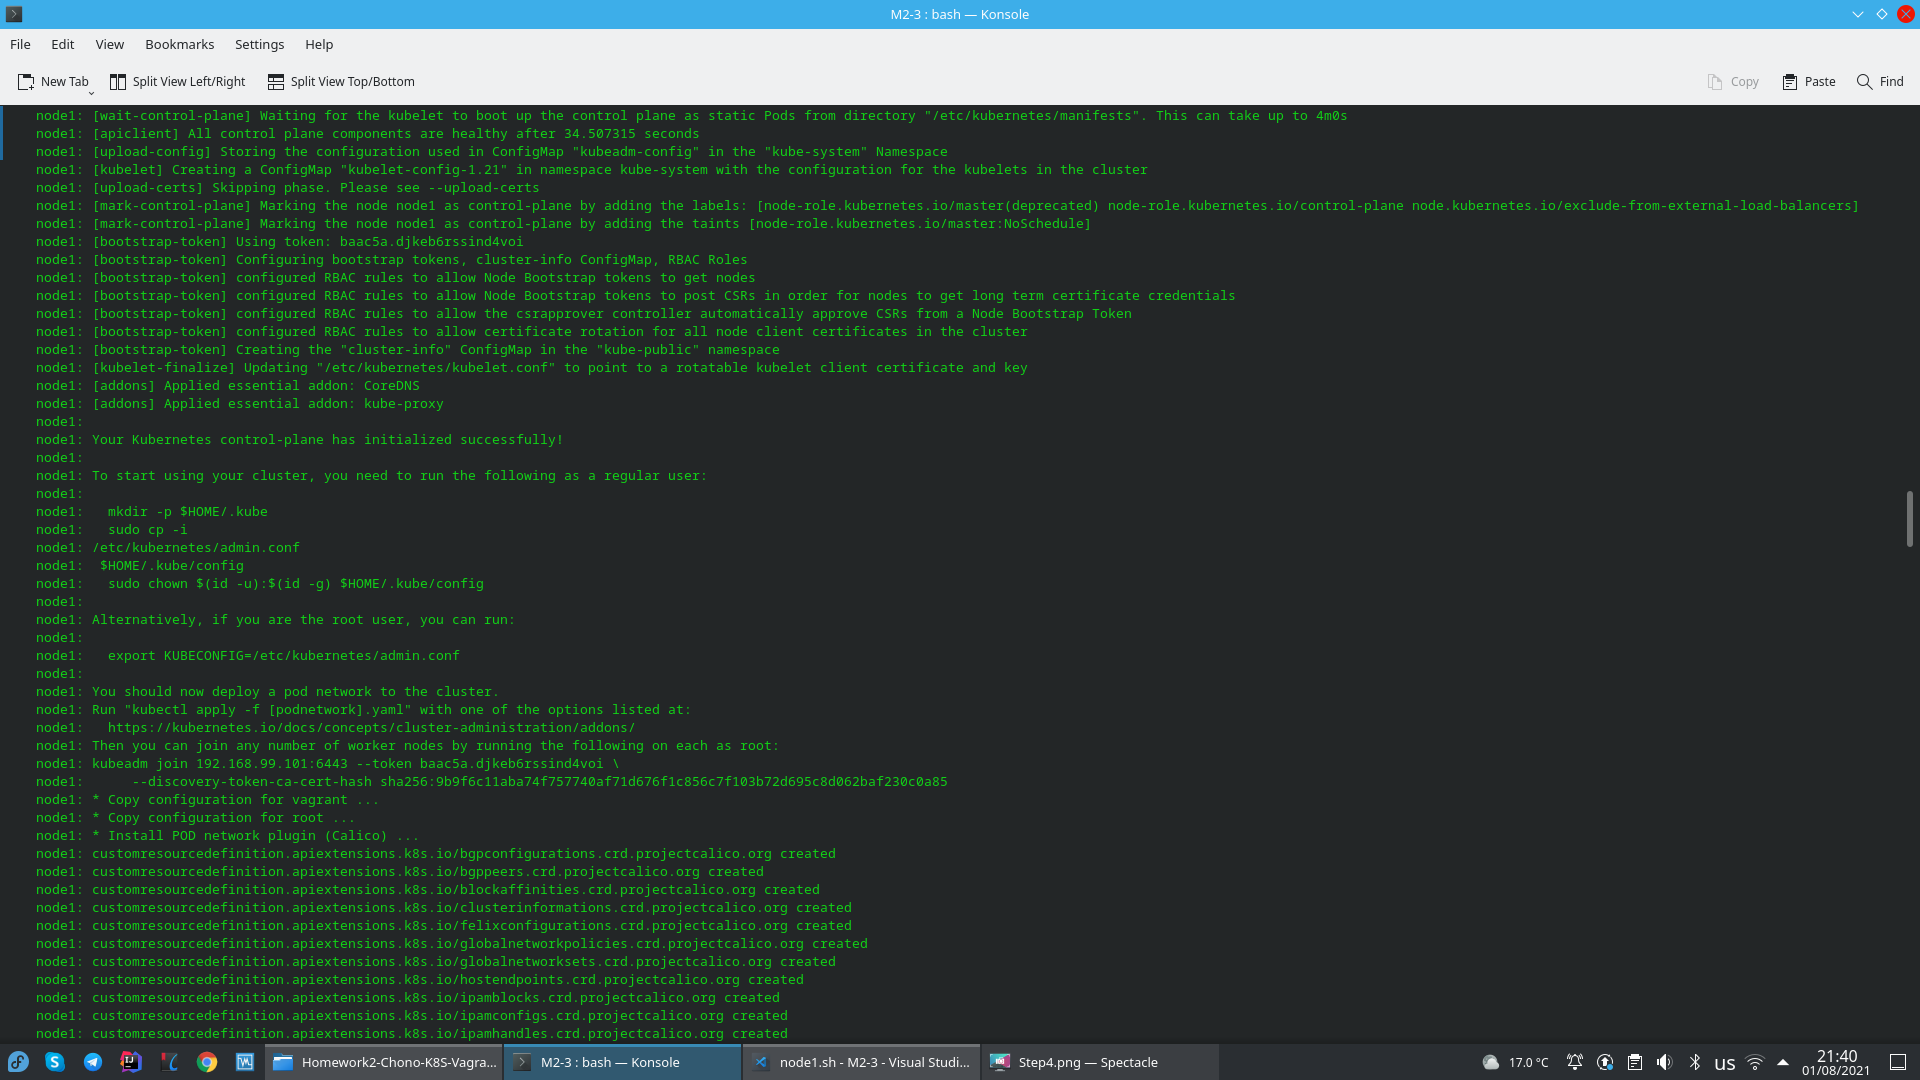 M2-3 : bash — Konsole
File Edit View Bookmarks Settings Help
New Tab Split View Left/Right Split View Top/Bottom Copy Paste Find
node1: [wait-control-plane] Waiting for the kubelet to boot up the control plane as static Pods from directory "/etc/kubernetes/manifests". This can take up to 4m0s
node1: [apiclient] All control plane components are healthy after 34.507315 seconds
node1: [upload-config] Storing the configuration used in ConfigMap "kubeadm-config" in the "kube-system" Namespace
node1: [kubelet] Creating a ConfigMap "kubelet-config-1.21" in namespace kube-system with the configuration for the kubelets in the cluster
node1: [upload-certs] Skipping phase. Please see --upload-certs
node1: [mark-control-plane] Marking the node node1 as control-plane by adding the labels: [node-role.kubernetes.io/master(deprecated) node-role.kubernetes.io/control-plane node.kubernetes.io/exclude-from-external-load-balancers]
node1: [mark-control-plane] Marking the node node1 as control-plane by adding the taints [node-role.kubernetes.io/master:NoSchedule]
node1: [bootstrap-token] Using token: baac5a.djkeb6rssind4voi
node1: [bootstrap-token] Configuring bootstrap tokens, cluster-info ConfigMap, RBAC Roles
node1: [bootstrap-token] configured RBAC rules to allow Node Bootstrap tokens to get nodes
node1: [bootstrap-token] configured RBAC rules to allow Node Bootstrap tokens to post CSRs in order for nodes to get long term certificate credentials
node1: [bootstrap-token] configured RBAC rules to allow the csrapprover controller automatically approve CSRs from a Node Bootstrap Token
node1: [bootstrap-token] configured RBAC rules to allow certificate rotation for all node client certificates in the cluster
node1: [bootstrap-token] Creating the "cluster-info" ConfigMap in the "kube-public" namespace
node1: [kubelet-finalize] Updating "/etc/kubernetes/kubelet.conf" to point to a rotatable kubelet client certificate and key
node1: [addons] Applied essential addon: CoreDNS
node1: [addons] Applied essential addon: kube-proxy
node1:
node1: Your Kubernetes control-plane has initialized successfully!
node1:
node1: To start using your cluster, you need to run the following as a regular user:
node1:
node1:   mkdir -p $HOME/.kube
node1:   sudo cp -i
node1: /etc/kubernetes/admin.conf
node1:  $HOME/.kube/config
node1:   sudo chown $(id -u):$(id -g) $HOME/.kube/config
node1:
node1: Alternatively, if you are the root user, you can run:
node1:
node1:   export KUBECONFIG=/etc/kubernetes/admin.conf
node1:
node1: You should now deploy a pod network to the cluster.
node1: Run "kubectl apply -f [podnetwork].yaml" with one of the options listed at:
node1:   https://kubernetes.io/docs/concepts/cluster-administration/addons/
node1: Then you can join any number of worker nodes by running the following on each as root:
node1: kubeadm join 192.168.99.101:6443 --token baac5a.djkeb6rssind4voi \
node1:      --discovery-token-ca-cert-hash sha256:9b9f6c11aba74f757740af71d676f1c856c7f103b72d695c8d062baf230c0a85
node1: * Copy configuration for vagrant ...
node1: * Copy configuration for root ...
node1: * Install POD network plugin (Calico) ...
node1: customresourcedefinition.apiextensions.k8s.io/bgpconfigurations.crd.projectcalico.org created
node1: customresourcedefinition.apiextensions.k8s.io/bgppeers.crd.projectcalico.org created
node1: customresourcedefinition.apiextensions.k8s.io/blockaffinities.crd.projectcalico.org created
node1: customresourcedefinition.apiextensions.k8s.io/clusterinformations.crd.projectcalico.org created
node1: customresourcedefinition.apiextensions.k8s.io/felixconfigurations.crd.projectcalico.org created
node1: customresourcedefinition.apiextensions.k8s.io/globalnetworkpolicies.crd.projectcalico.org created
node1: customresourcedefinition.apiextensions.k8s.io/globalnetworksets.crd.projectcalico.org created
node1: customresourcedefinition.apiextensions.k8s.io/hostendpoints.crd.projectcalico.org created
node1: customresourcedefinition.apiextensions.k8s.io/ipamblocks.crd.projectcalico.org created
node1: customresourcedefinition.apiextensions.k8s.io/ipamconfigs.crd.projectcalico.org created
node1: customresourcedefinition.apiextensions.k8s.io/ipamhandles.crd.projectcalico.org created
Homework2-Chono-K8S-Vagra... M2-3 : bash — Konsole node1.sh - M2-3 - Visual Studi... Step4.png — Spectacle 17.0 °C us 21:40
01/08/2021